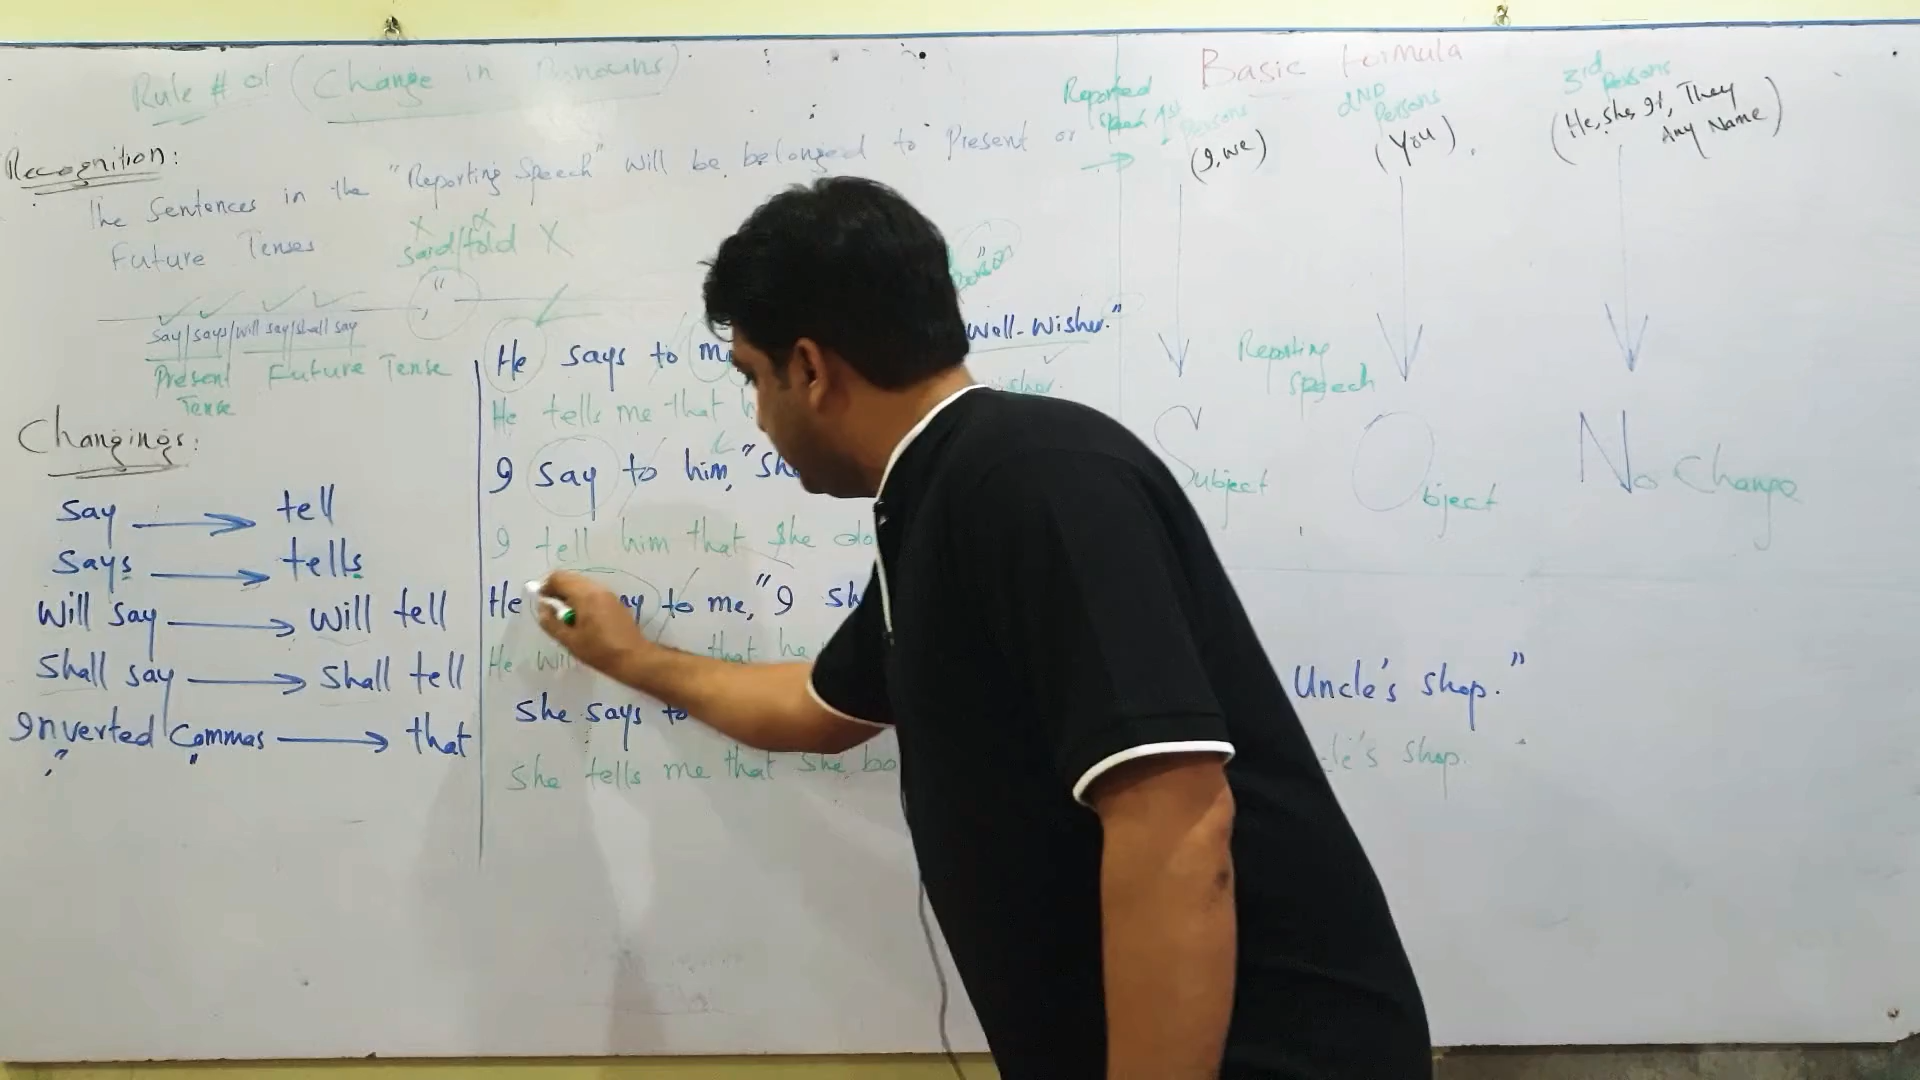 Rule # 01 (Change in Pronouns)
Recognition:
The Sentences in the "Reporting Speech" will be belonged to Present or
Future Tenses
said/told X
, "
Say/says/will say/shall say
Present Future Tense
Tense
Changings:
Say → tell
Says → tells
Will say → Will tell
Shall say → Shall tell
Inverted Commas → that
He says to
Well-Wisher."
He tells me that
wisher.
I say to him, "She
I tell him that she
He to me, "I
He that he
She says to
Uncle's shop."
She tells me that she
shop.
Basic formula
Reported
Speech
1st Persons
(I, we)
2ND
Persons
(You)
3rd
Persons
(He, she, It, They
Any Name)
Reporting
Speech
Subject
Object
No Change